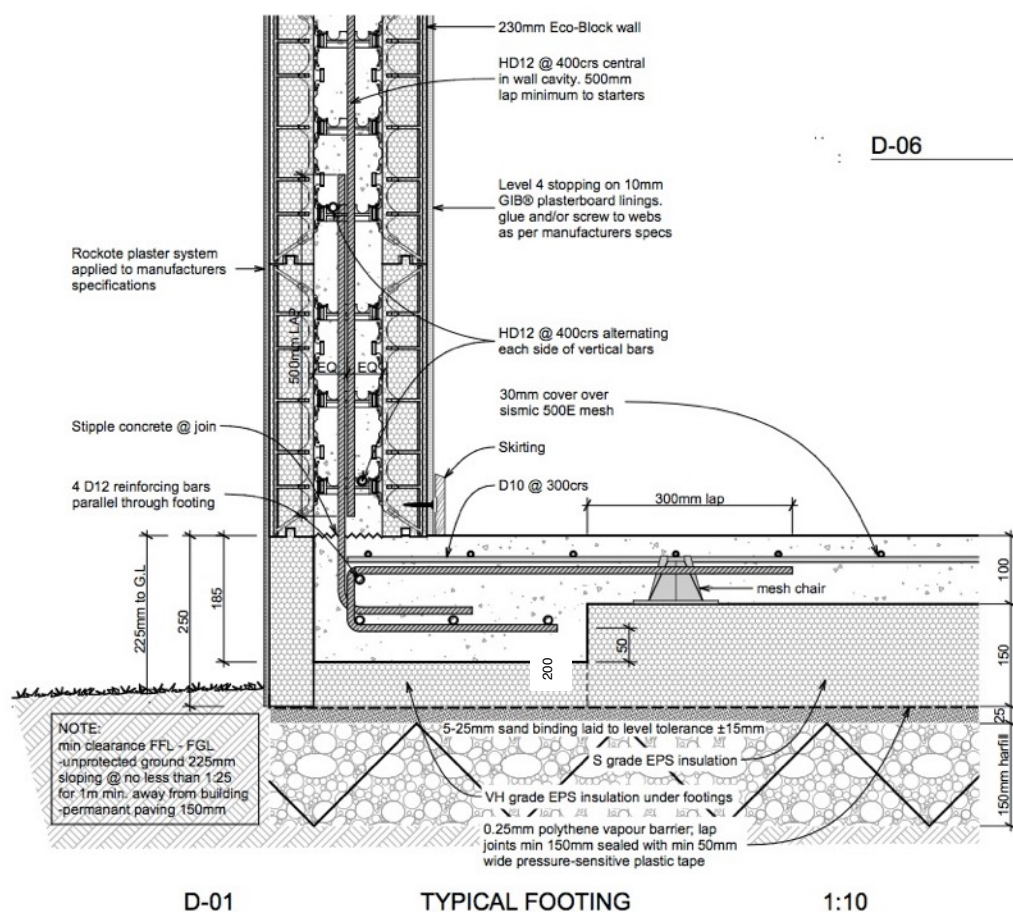 230mm Eco-Block wall
HD12 @ 400crs central
in wall cavity. 500mm
lap minimum to starters
D-06
Level 4 stopping on 10mm
GIB® plasterboard linings.
glue and/or screw to webs
as per manufacturers specs
Rockote plaster system
applied to manufacturers
specifications
500mm LAP
EQ
EQ
HD12 @ 400crs alternating
each side of vertical bars
30mm cover over
sismic 500E mesh
Stipple concrete @ join
Skirting
4 D12 reinforcing bars
parallel through footing
D10 @ 300crs
300mm lap
mesh chair
225mm to G.L
250
185
50
200
100
150
25
150mm harfill
NOTE:
min clearance FFL - FGL
-unprotected ground 225mm
sloping @ no less than 1:25
for 1m min. away from building
-permanant paving 150mm
5-25mm sand binding laid to level tolerance ±15mm
S grade EPS insulation
VH grade EPS insulation under footings
0.25mm polythene vapour barrier; lap
joints min 150mm sealed with min 50mm
wide pressure-sensitive plastic tape
D-01
TYPICAL FOOTING
1:10